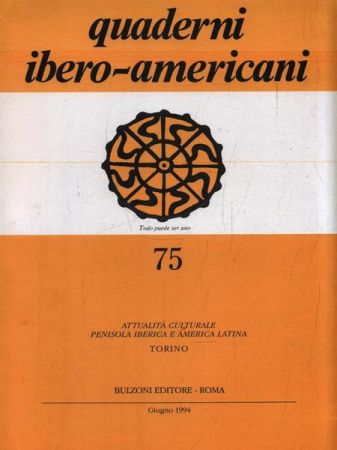 quaderni
ibero-americani
Todo puede ser uno
75
ATTUALITÀ CULTURALE
PENISOLA IBERICA E AMERICA LATINA
TORINO
BULZONI EDITORE - ROMA
Giugno 1994